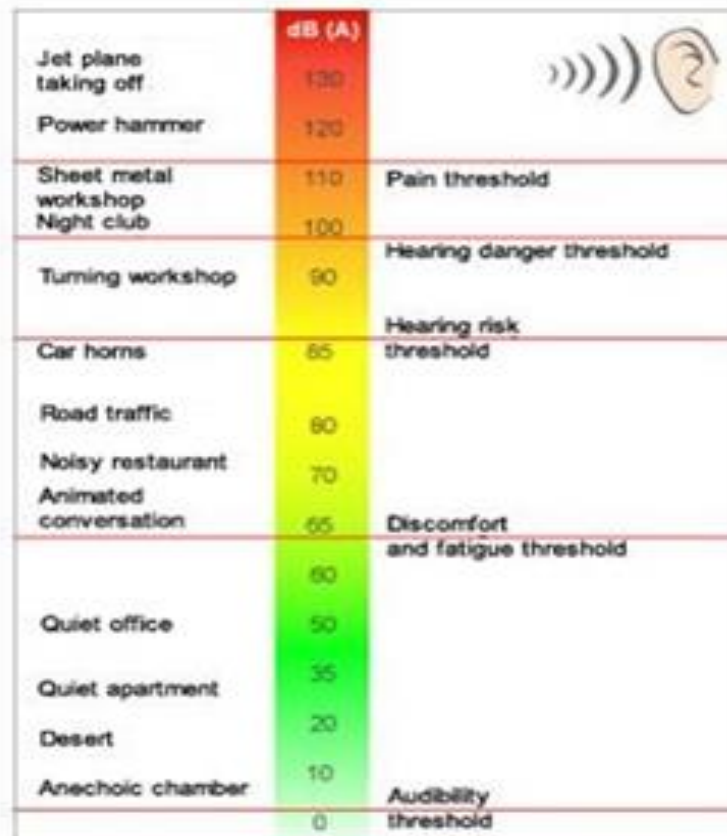 dB (A)
Jet plane
taking off
130
Power hammer
120
Sheet metal
workshop
110
Pain threshold
Night club
100
Hearing danger threshold
Turning workshop
90
Hearing risk
threshold
Car horns
85
Road traffic
80
Noisy restaurant
70
Animated
conversation
65
Discomfort
and fatigue threshold
60
Quiet office
50
35
Quiet apartment
20
Desert
10
Anechoic chamber
Audibility
threshold
0